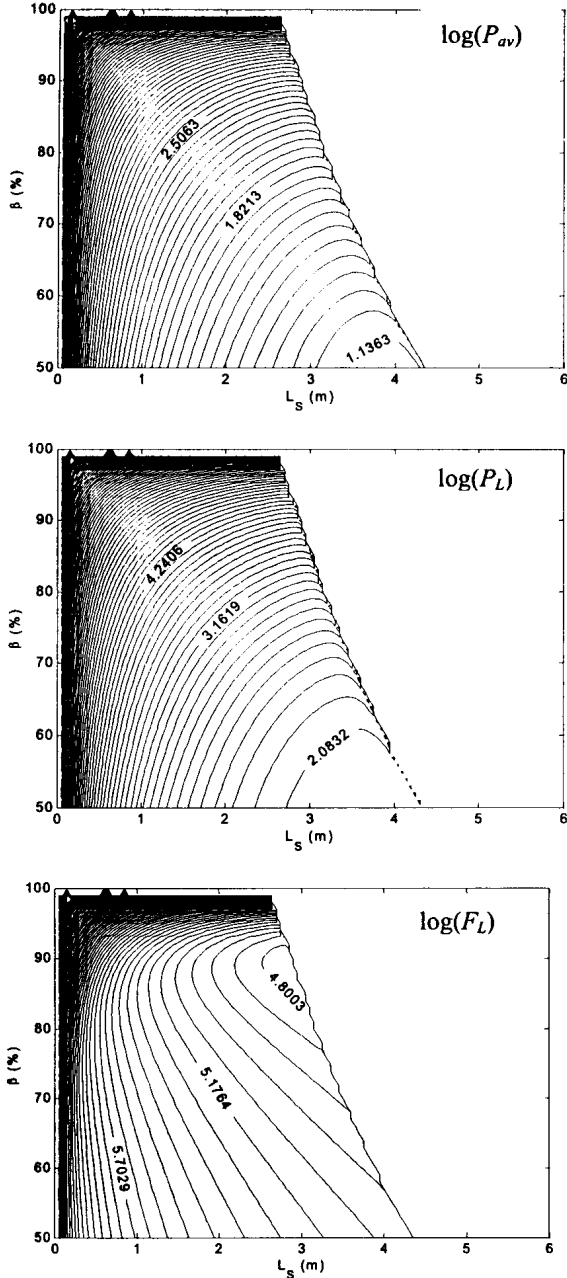 log(P_av)
100
90
80
70
60
50
β (%)
2.5063
1.8213
1.1363
0 1 2 3 4 5 6
L_S (m)
log(P_L)
100
90
80
70
60
50
β (%)
4.2406
3.1619
2.0832
0 1 2 3 4 5 6
L_S (m)
log(F_L)
100
90
80
70
60
50
β (%)
4.8003
5.1764
5.7029
0 1 2 3 4 5 6
L_S (m)